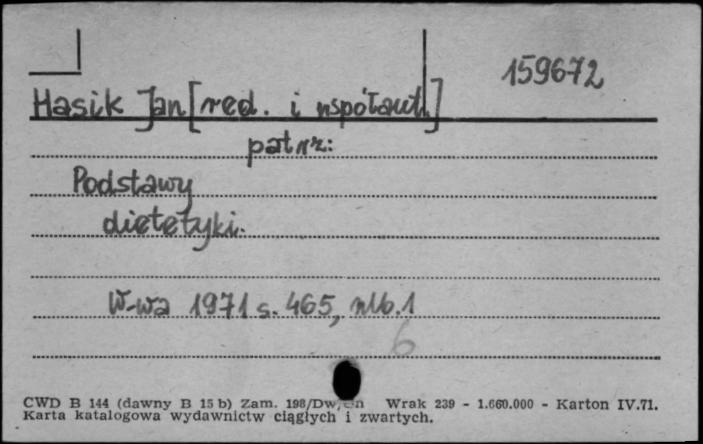 159672
Hasik Jan [red. i współaut.]
patrz:
Podstawy
dietetyki.
W-wa 1971 s. 465, nlb. 1
6
CWD B 144 (dawny B 15 b) Zam. 198/Dw, Wrak 239 - 1.660.000 - Karton IV.71.
Karta katalogowa wydawnictw ciągłych i zwartych.